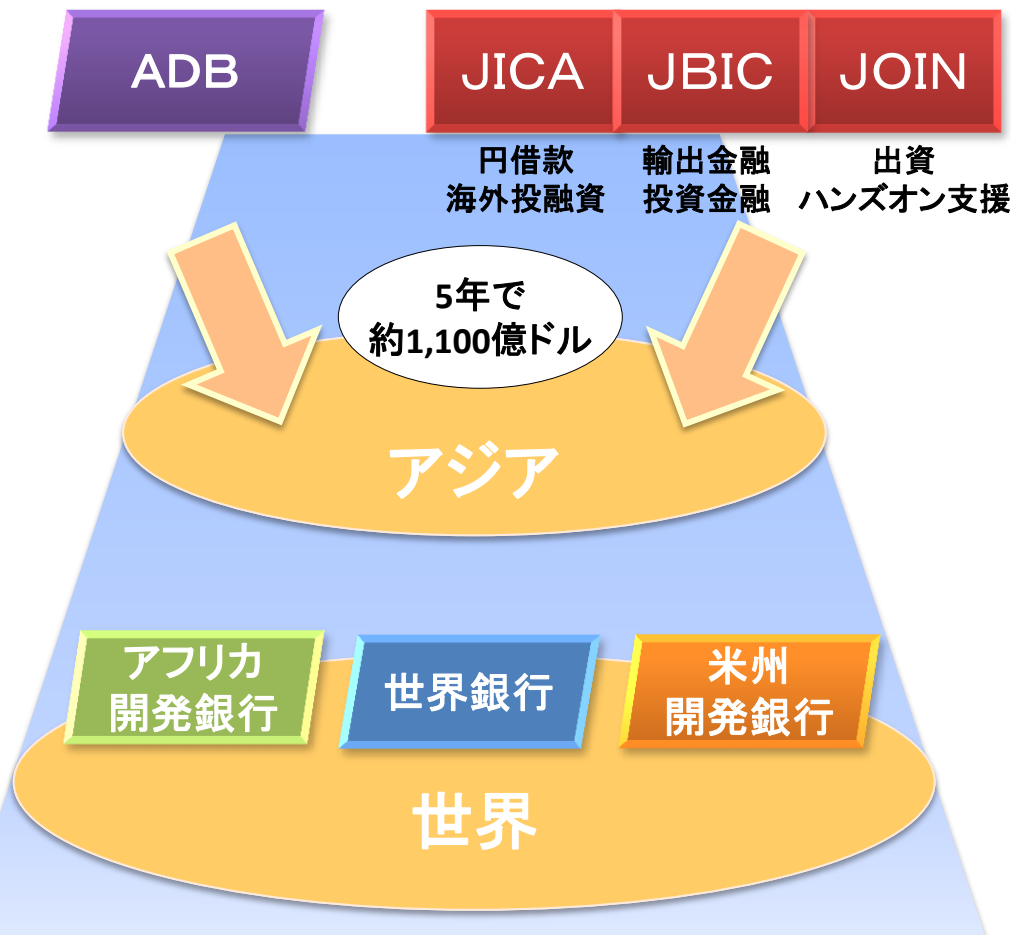 ADB
JICA
JBIC
JOIN
円借款
海外投融資
輸出金融
投資金融
出資
ハンズオン支援
5年で
約1,100億ドル
アジア
アフリカ
開発銀行
世界銀行
米州
開発銀行
世界